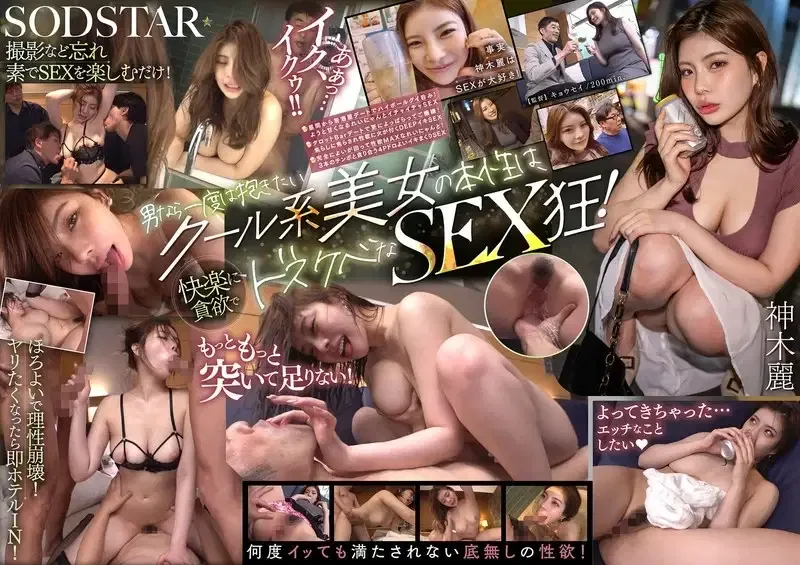 SODSTAR
撮影など忘れ
素でSEXを楽しむだけ!
ああっ…
イク、
イクゥ!!
事実
神木麗は
SEXが大好き!
【監督】キョウセイ/200min.
男なら一度は抱きたい
クール系美女の本性は
快楽に
貪欲で
ドスケベな
SEX狂!
神木麗
ほろよいで理性崩壊!
ヤリたくなったら即ホテルIN!
もっともっと
突いて足りない!
よってきちゃった…
エッチなこと
したい♥
何度イッても満たされない底無しの性欲!